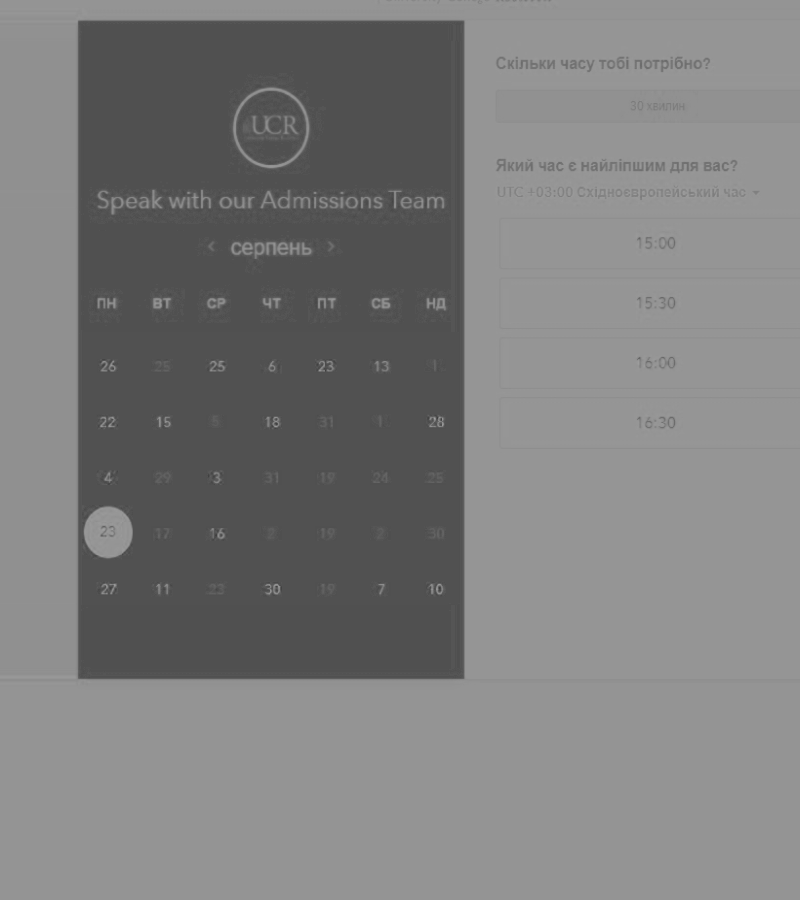 UCR
Speak with our Admissions Team
серпень
ПН ВТ СР ЧТ ПТ СБ НД
26 25 25 6 23 13 1
22 15 5 18 31 1 28
4 29 3 31 19 24 25
23 17 16 2 19 2 30
27 11 23 30 19 7 10
Скільки часу тобі потрібно?
30 хвилин
Який час є найліпшим для вас?
UTC +03:00 Східноєвропейський час
15:00
15:30
16:00
16:30